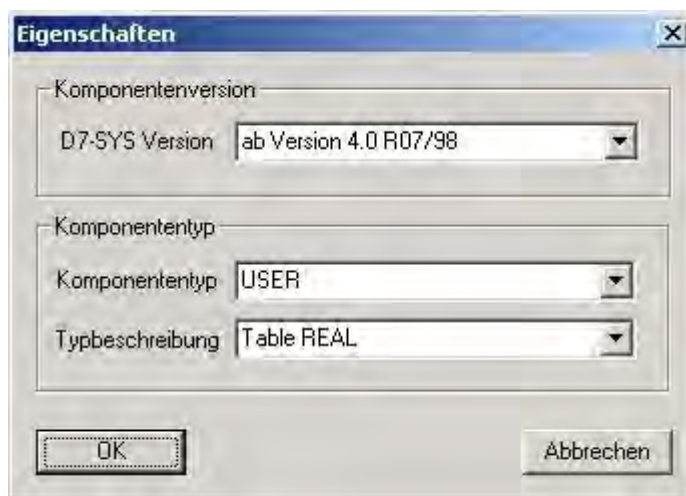 Eigenschaften
Komponentenversion
D7-SYS Version ab Version 4.0 R07/98
Komponententyp
Komponententyp USER
Typbeschreibung Table REAL
OK Abbrechen